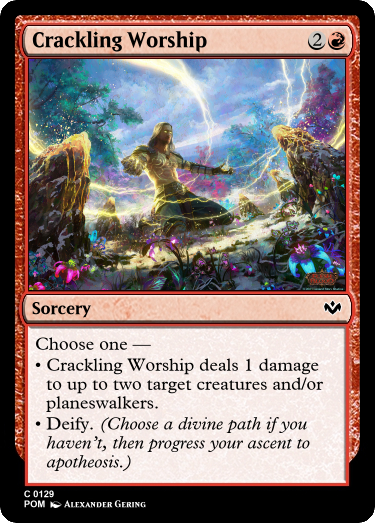 Crackling Worship 2
Sorcery
Choose one —
• Crackling Worship deals 1 damage
to up to two target creatures and/or
planeswalkers.
• Deify. (Choose a divine path if you
haven't, then progress your ascent to
apotheosis.)
C 0129
POM Alexander Gering